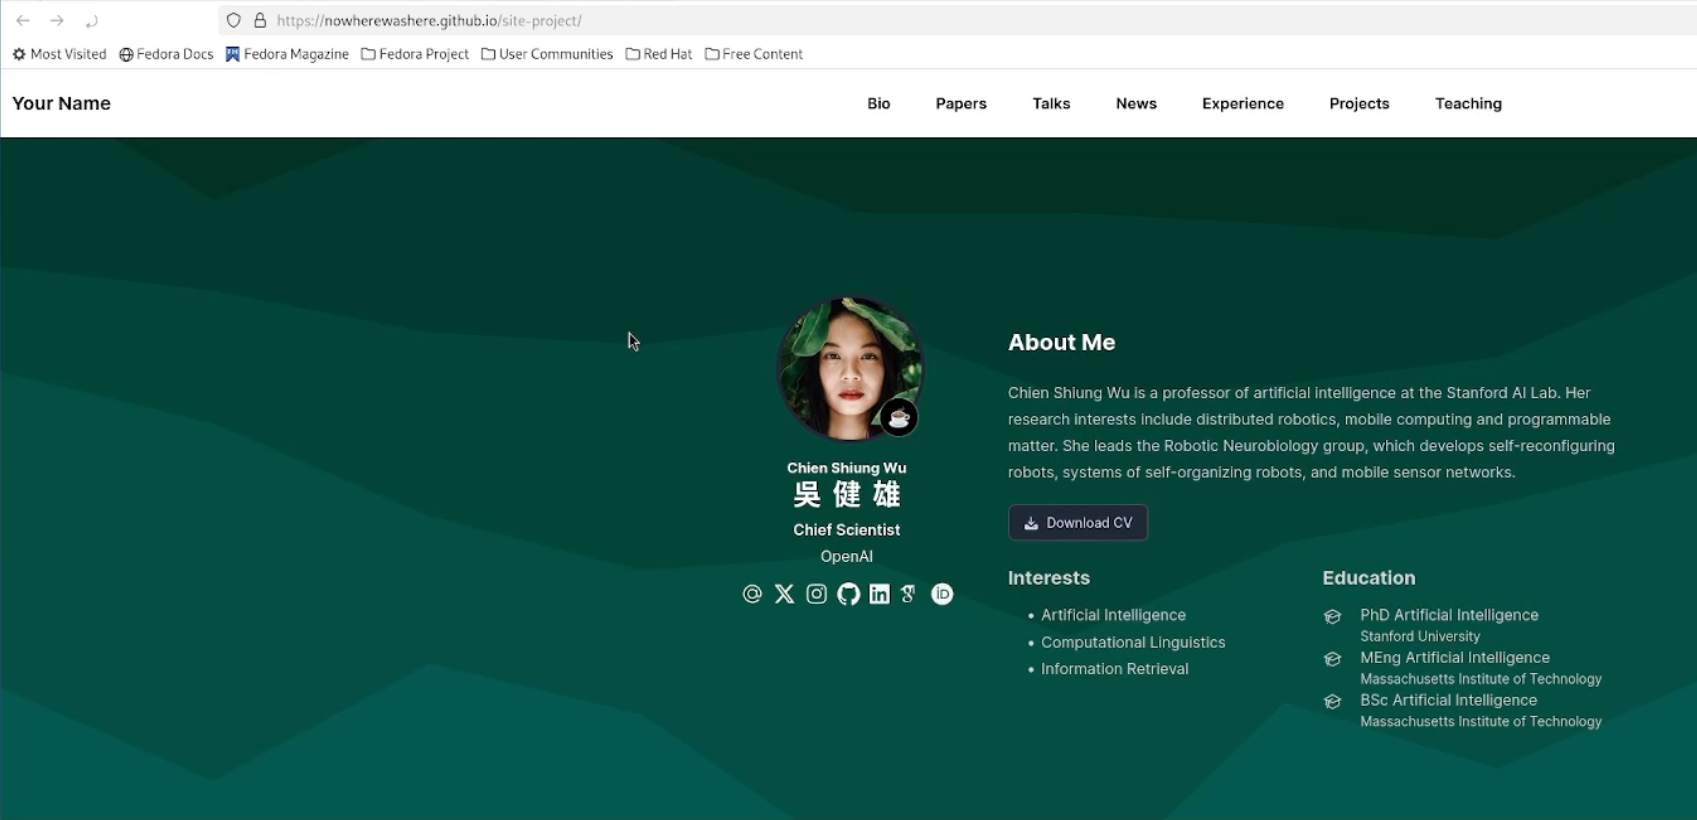 https://nowherewashere.github.io/site-project/
Most Visited Fedora Docs Fedora Magazine Fedora Project User Communities Red Hat Free Content
Your Name
Bio Papers Talks News Experience Projects Teaching
Chien Shiung Wu
吳健雄
Chief Scientist
OpenAI
About Me
Chien Shiung Wu is a professor of artificial intelligence at the Stanford AI Lab. Her
research interests include distributed robotics, mobile computing and programmable
matter. She leads the Robotic Neurobiology group, which develops self-reconfiguring
robots, systems of self-organizing robots, and mobile sensor networks.
Download CV
Interests
Artificial Intelligence
Computational Linguistics
Information Retrieval
Education
PhD Artificial Intelligence
Stanford University
MEng Artificial Intelligence
Massachusetts Institute of Technology
BSc Artificial Intelligence
Massachusetts Institute of Technology